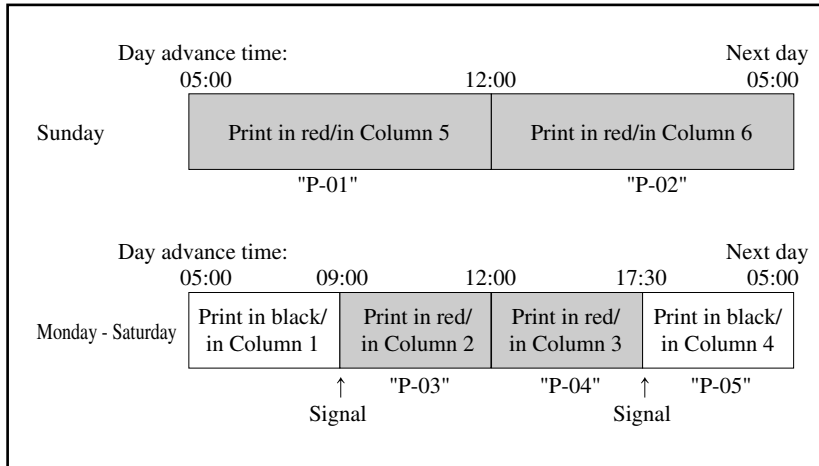 Day advance time: Next day
05:00 12:00 05:00
Sunday Print in red/in Column 5 Print in red/in Column 6
"P-01" "P-02"
Day advance time: Next day
05:00 09:00 12:00 17:30 05:00
Monday - Saturday
Print in black/ Print in red/ Print in red/ Print in black/
in Column 1 in Column 2 in Column 3 in Column 4
↑ "P-03" "P-04" ↑ "P-05"
Signal Signal